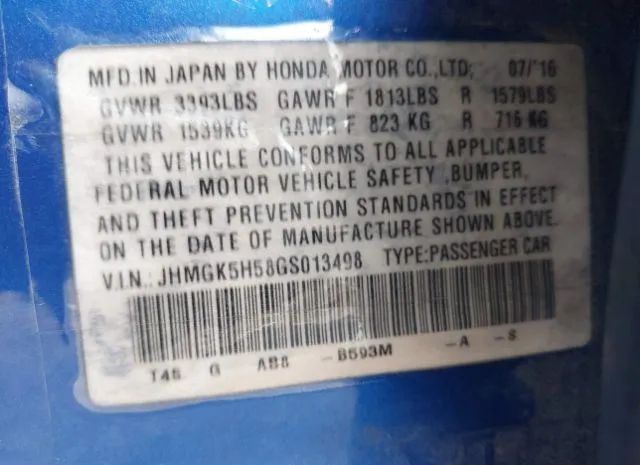 MFD. IN JAPAN BY HONDA MOTOR CO.,LTD, 07/'16
GVWR 3393LBS GAWR F 1813LBS R 1579LBS
GVWR 1539KG GAWR F 823 KG R 716 KG
THIS VEHICLE CONFORMS TO ALL APPLICABLE
FEDERAL MOTOR VEHICLE SAFETY ,BUMPER,
AND THEFT PREVENTION STANDARDS IN EFFECT
ON THE DATE OF MANUFACTURE SHOWN ABOVE.
V.I.N.: JHMGK5H58GS013498 TYPE:PASSENGER CAR
T45 G AB8 -B593M -A -S